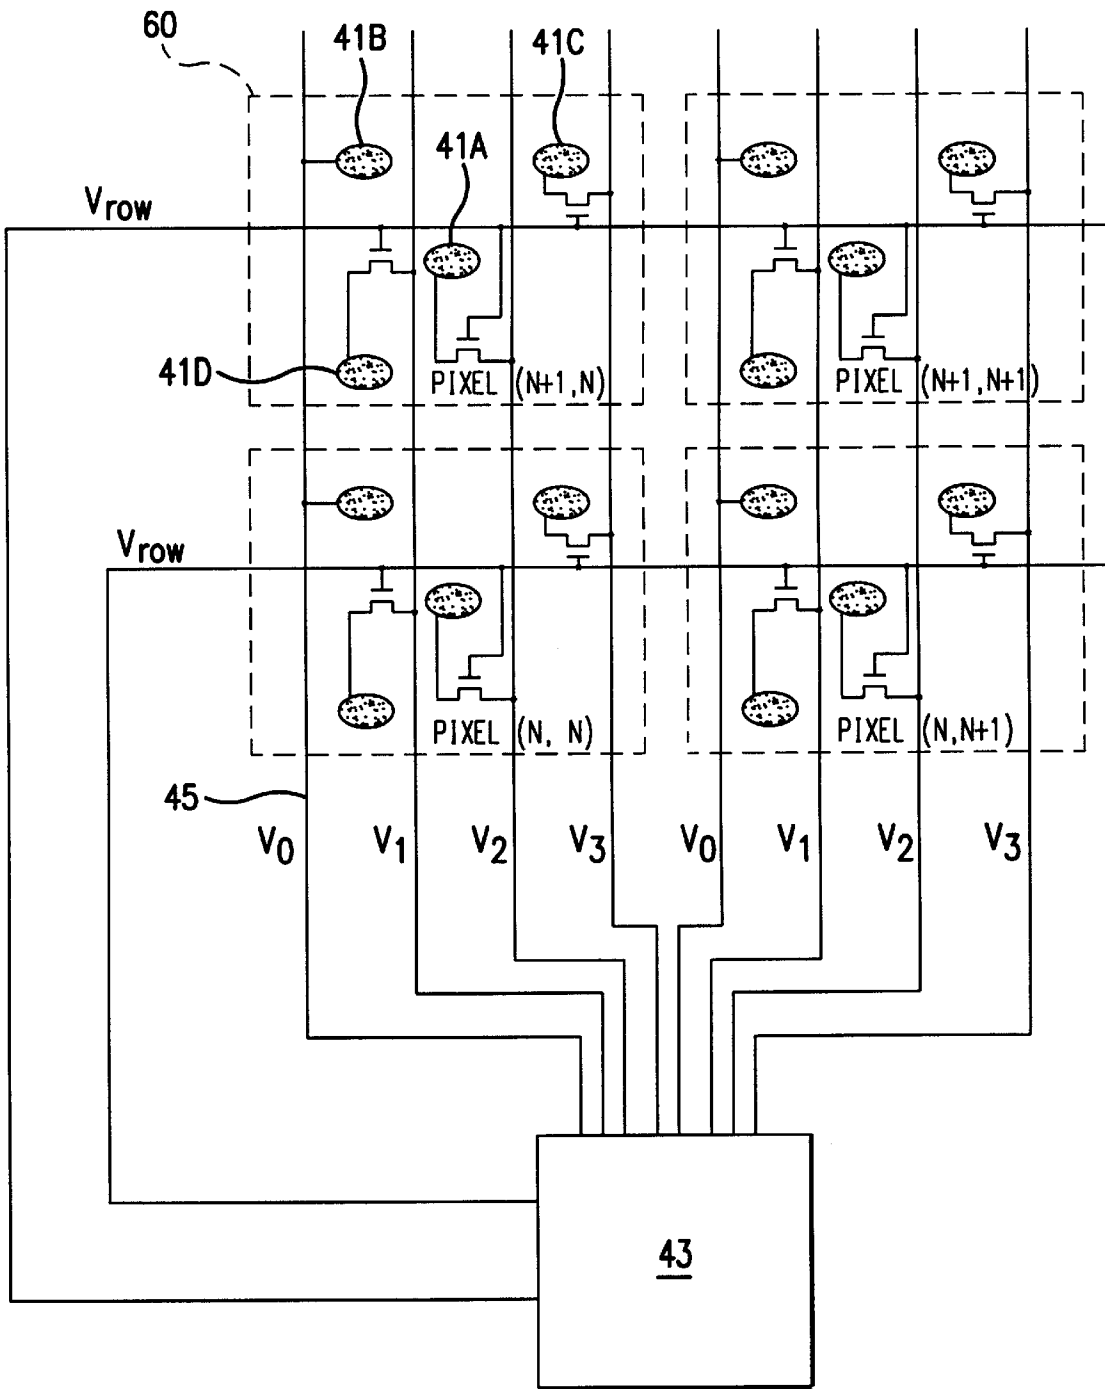 60
41B
41C
41A
Vrow
41D
PIXEL (N+1,N)
PIXEL (N+1,N+1)
Vrow
PIXEL (N, N)
PIXEL (N,N+1)
45
V0 V1 V2 V3 V0 V1 V2 V3
43